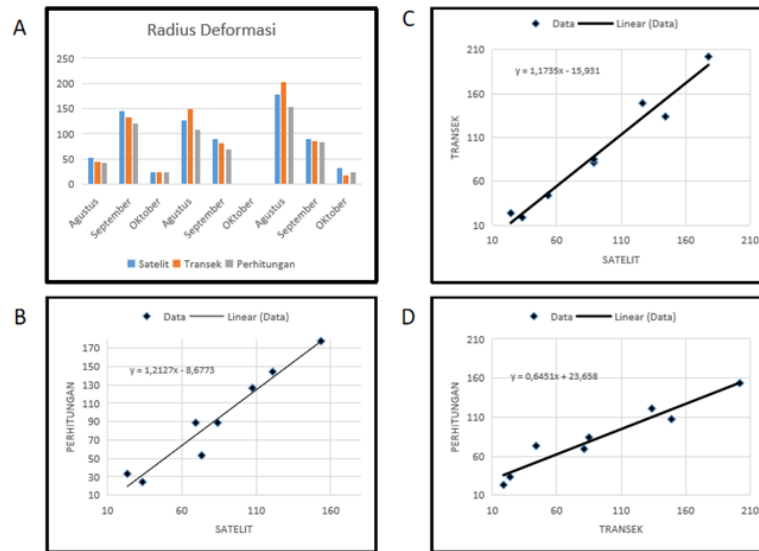 A
Radius Deformasi
250
200
150
100
50
0
Agustus
September
OKtober
Agustus
September
OKtober
Agustus
September
Oktober
Satelit Transek Perhitungan
C
Data Linear (Data)
y = 1,1735x - 15,931
210
160
110
60
10
TRANSEK
10 60 110 160 210
SATELIT
B
Data Linear (Data)
y = 1,2127x - 8,6773
170
150
130
110
90
70
50
30
10
PERHITUNGAN
10 60 110 160
SATELIT
D
Data Linear (Data)
y = 0,6451x + 23,658
210
160
110
60
10
PERHITUNGAN
10 60 110 160 210
TRANSEK